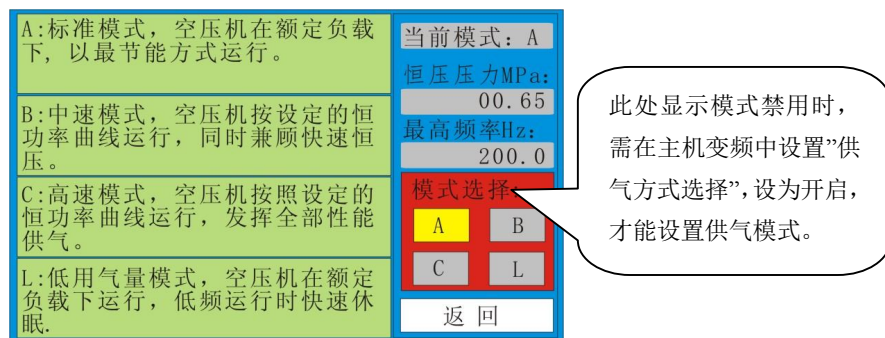 A:标准模式，空压机在额定负载
下, 以最节能方式运行。
B:中速模式，空压机按设定的恒
功率曲线运行，同时兼顾快速恒
压。
C:高速模式，空压机按照设定的
恒功率曲线运行，发挥全部性能
供气。
L:低用气量模式，空压机在额定
负载下运行，低频运行时快速休
眠.
当前模式: A
恒压压力MPa:
00.65
最高频率Hz:
200.0
模式选择
A
B
C
L
返 回
此处显示模式禁用时，
需在主机变频中设置”供
气方式选择”，设为开启，
才能设置供气模式。